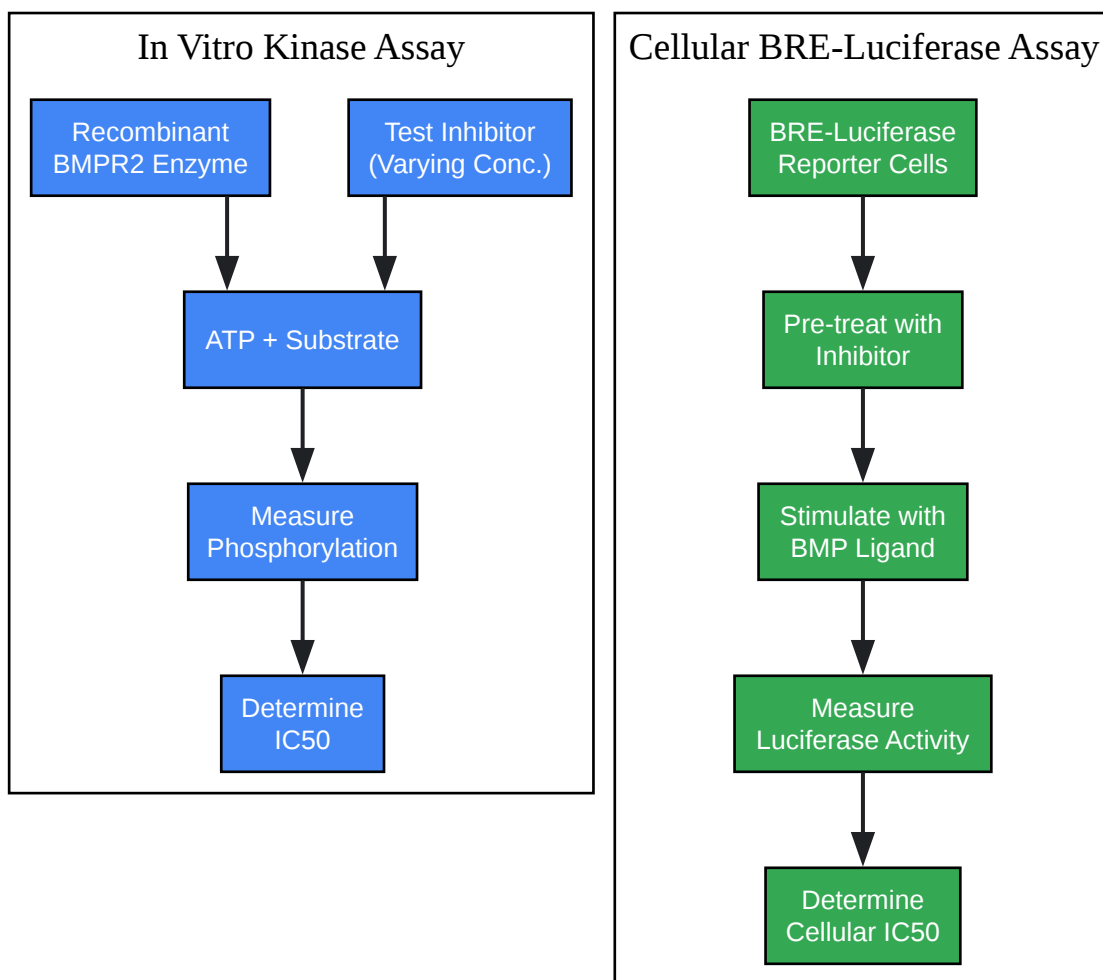 In Vitro Kinase Assay
Recombinant
BMPR2 Enzyme
Test Inhibitor
(Varying Conc.)
ATP + Substrate
Measure
Phosphorylation
Determine
IC50
Cellular BRE-Luciferase Assay
BRE-Luciferase
Reporter Cells
Pre-treat with
Inhibitor
Stimulate with
BMP Ligand
Measure
Luciferase Activity
Determine
Cellular IC50